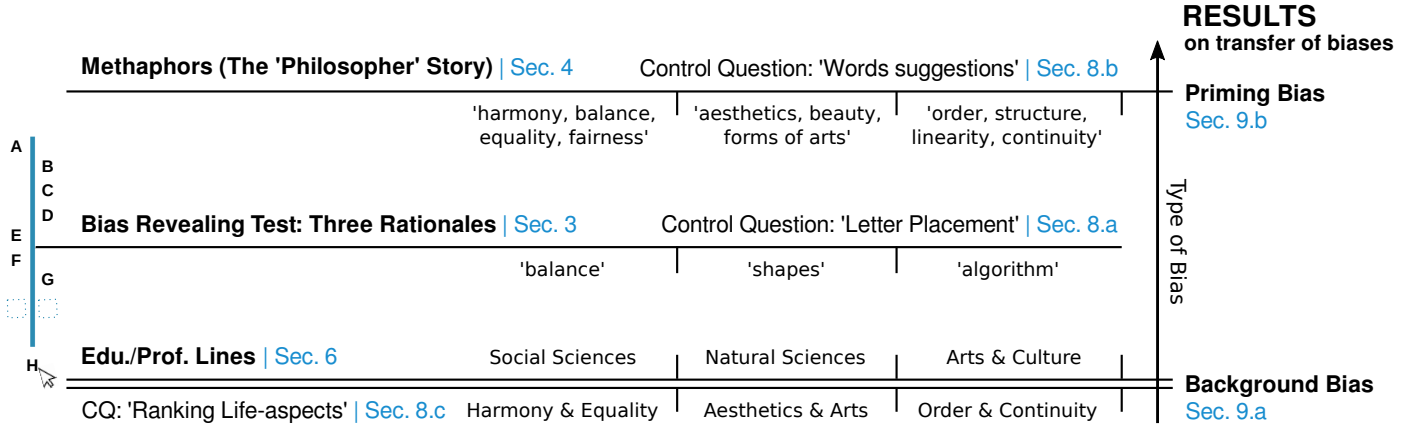 RESULTS
on transfer of biases
Methaphors (The 'Philosopher' Story) | Sec. 4
Control Question: 'Words suggestions' | Sec. 8.b
Priming Bias
Sec. 9.b
'harmony, balance,
equality, fairness'
'aesthetics, beauty,
forms of arts'
'order, structure,
linearity, continuity'
A
B
C
D
E
F
G
H
Type of Bias
Bias Revealing Test: Three Rationales | Sec. 3
Control Question: 'Letter Placement' | Sec. 8.a
'balance'
'shapes'
'algorithm'
Edu./Prof. Lines | Sec. 6
Social Sciences
Natural Sciences
Arts & Culture
Background Bias
Sec. 9.a
CQ: 'Ranking Life-aspects' | Sec. 8.c
Harmony & Equality
Aesthetics & Arts
Order & Continuity